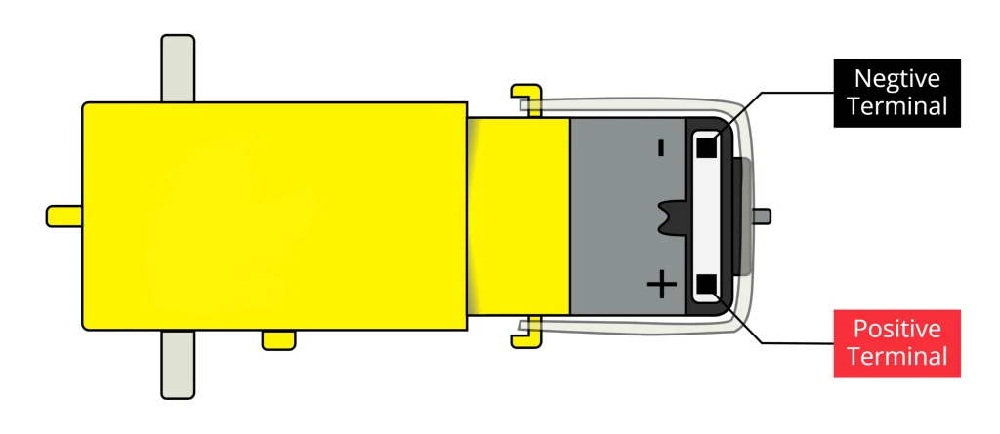 Negtive
Terminal
-
+
Positive
Terminal